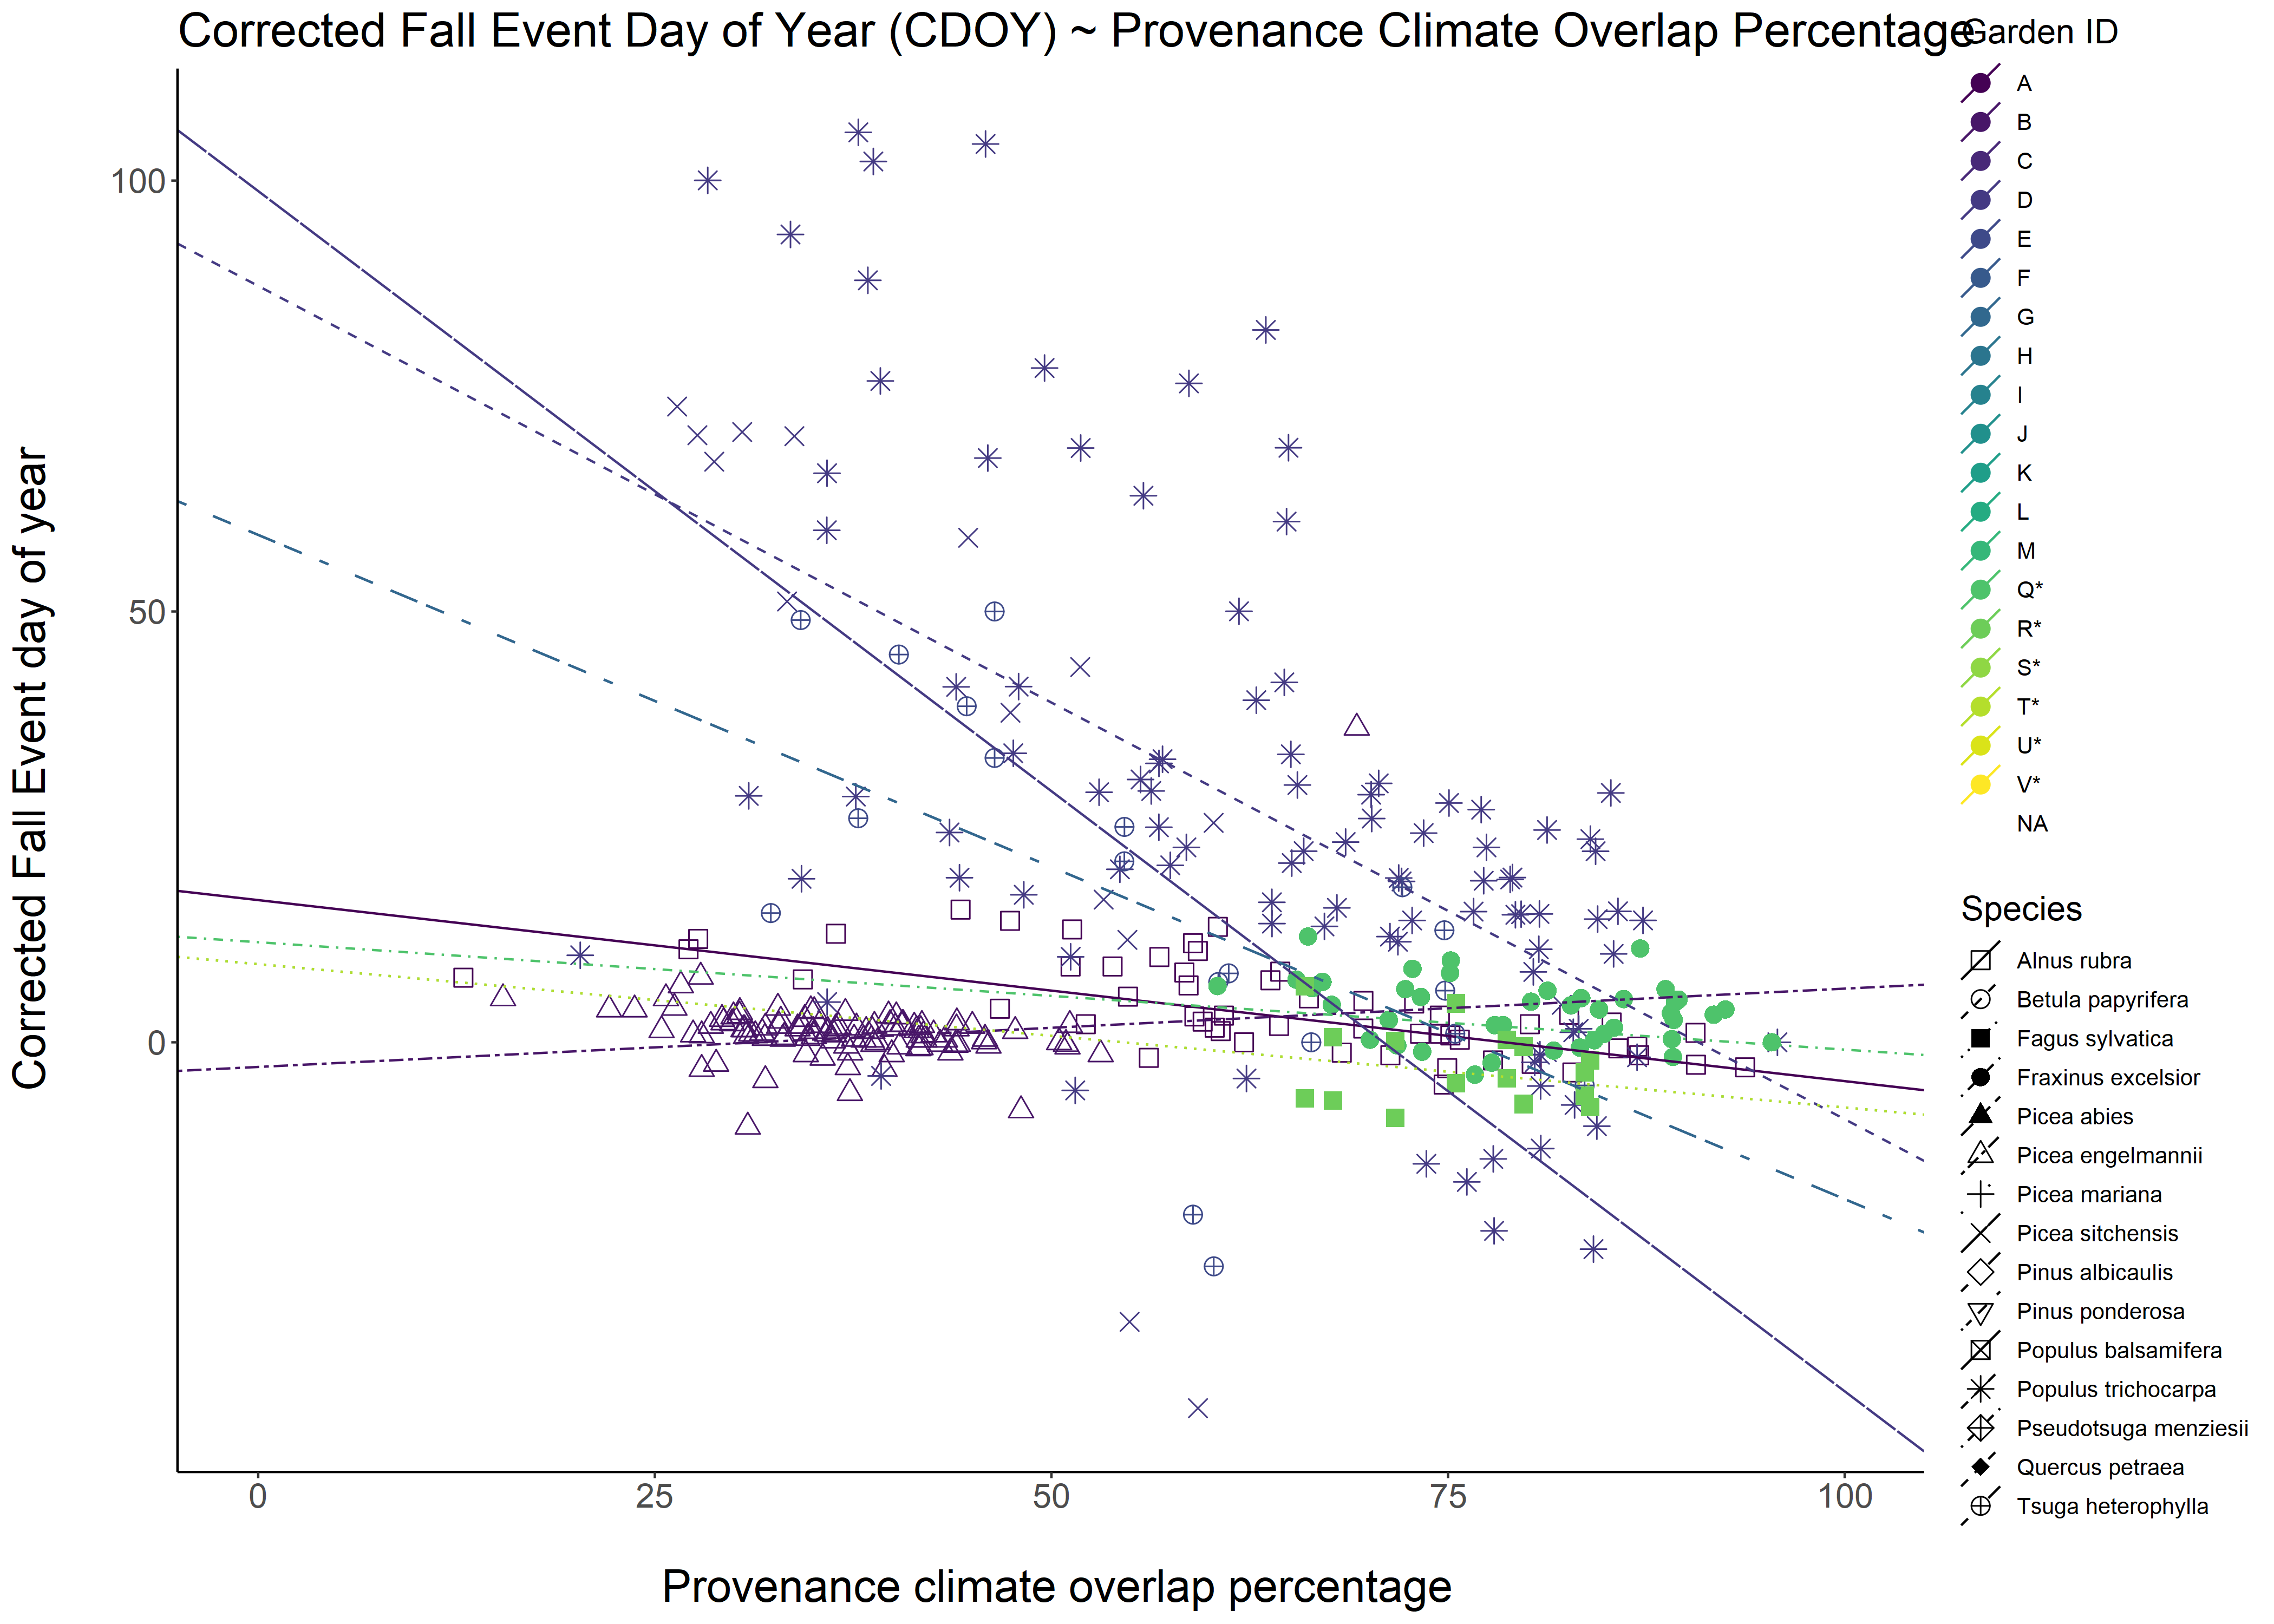 Corrected Fall Event Day of Year (CDOY) ~ Provenance Climate Overlap Percentage
Corrected Fall Event day of year
100
50
0
0
25
50
75
100
Provenance climate overlap percentage
Garden ID
A
B
C
D
E
F
G
H
I
J
K
L
M
Q*
R*
S*
T*
U*
V*
NA
Species
Alnus rubra
Betula papyrifera
Fagus sylvatica
Fraxinus excelsior
Picea abies
Picea engelmannii
Picea mariana
Picea sitchensis
Pinus albicaulis
Pinus ponderosa
Populus balsamifera
Populus trichocarpa
Pseudotsuga menziesii
Quercus petraea
Tsuga heterophylla